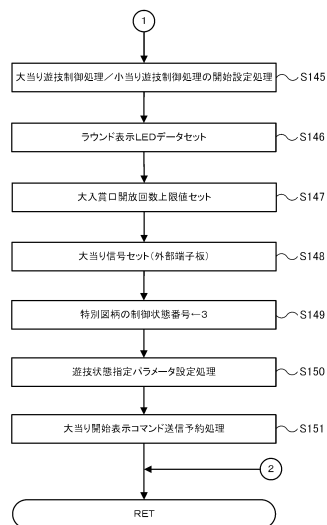 1
大当り遊技制御処理／小当り遊技制御処理の開始設定処理
S145
ラウンド表示LEDデータセット
S146
大入賞口開放回数上限値セット
S147
大当り信号セット(外部端子板)
S148
特別図柄の制御状態番号←3
S149
遊技状態指定パラメータ設定処理
S150
大当り開始表示コマンド送信予約処理
S151
2
RET